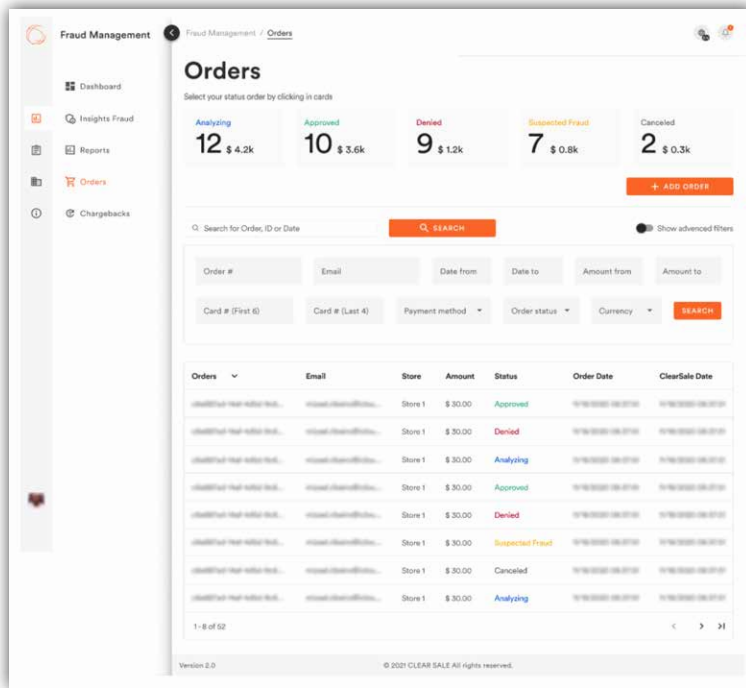 Fraud Management
Fraud Management / Orders
Dashboard
Insights Fraud
Reports
Orders
Chargebacks
Orders
Select your status order by clicking in cards
Analyzing
12 $ 4.2k
Approved
10 $ 3.6k
Denied
9 $ 1.2k
Suspected Fraud
7 $ 0.8k
Canceled
2 $ 0.3k
+ ADD ORDER
Search for Order, ID or Date
SEARCH
Show advenced filters
Order # Email Date from Date to Amount from Amount to
Card # (First 6) Card # (Last 4) Payment method Order status Currency SEARCH
Orders Email Store Amount Status Order Date ClearSale Date
Store 1 $ 30.00 Approved
Store 1 $ 30.00 Denied
Store 1 $ 30.00 Analyzing
Store 1 $ 30.00 Approved
Store 1 $ 30.00 Denied
Store 1 $ 30.00 Suspected Fraud
Store 1 $ 30.00 Canceled
Store 1 $ 30.00 Analyzing
1 - 8 of 52
Version 2.0 © 2021 CLEAR SALE All rights reserved.